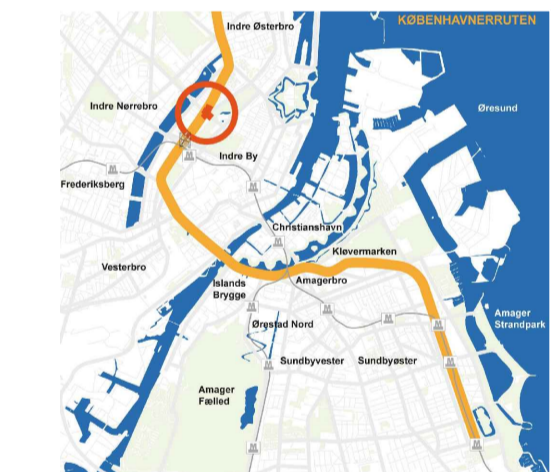 KØBENHAVNERRUTEN
Indre Østerbro
Indre Nørrebro
Øresund
Indre By
Frederiksberg
Christianshavn
Kløvermarken
Vesterbro
Islands
Brygge
Amagerbro
Amager
Strandpark
Ørestad Nord
Sundbyvester
Sundbyøster
Amager
Fælled
M
M
M
M
M
M
M
M
M
M
M
M